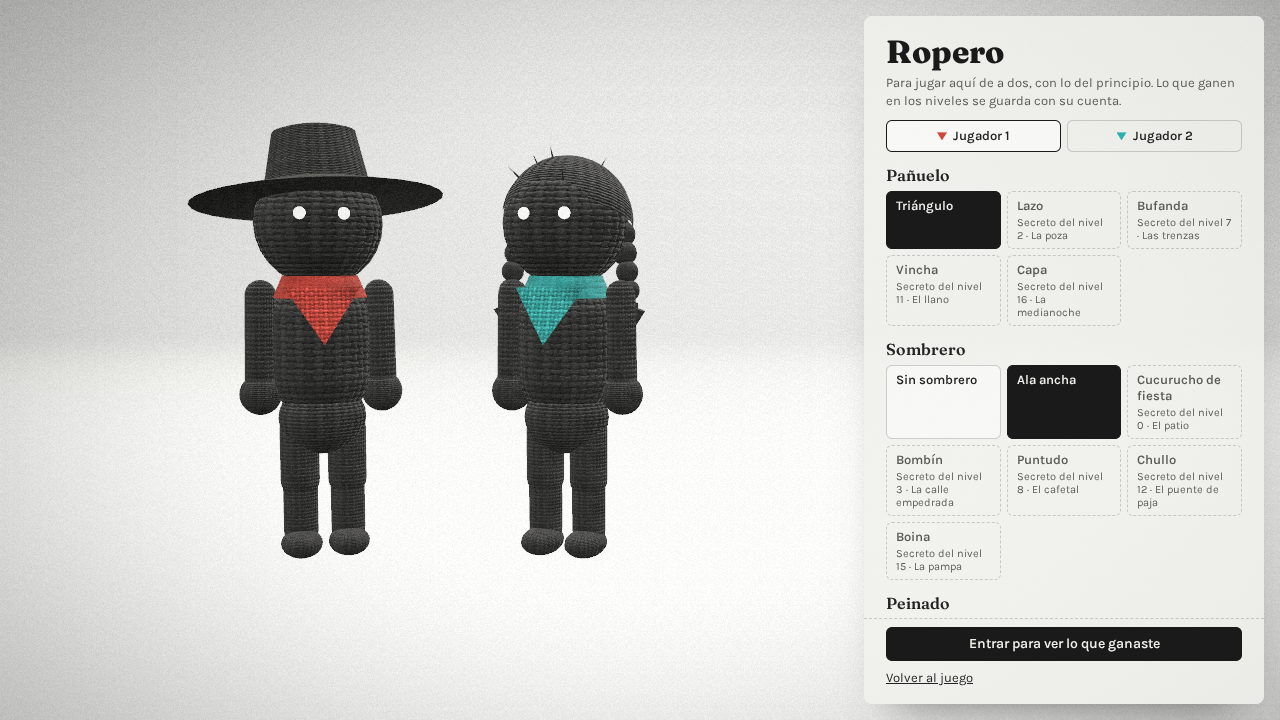 Ropero
Para jugar aquí de a dos, con lo del principio. Lo que ganen
en los niveles se guarda con su cuenta.
Jugador 1
Jugador 2
Pañuelo
Triángulo
Lazo
Secreto del nivel
2 · La poza
Bufanda
Secreto del nivel 7
· Las trenzas
Vincha
Secreto del nivel
11 · El llano
Capa
Secreto del nivel
16 · La
medianoche
Sombrero
Sin sombrero
Ala ancha
Cucurucho de
fiesta
Secreto del nivel
0 · El patio
Bombín
Secreto del nivel
3 · La calle
empedrada
Puntudo
Secreto del nivel
8 · El cafetal
Chullo
Secreto del nivel
12 · El puente de
paja
Boina
Secreto del nivel
15 · La pampa
Peinado
Entrar para ver lo que ganaste
Volver al juego